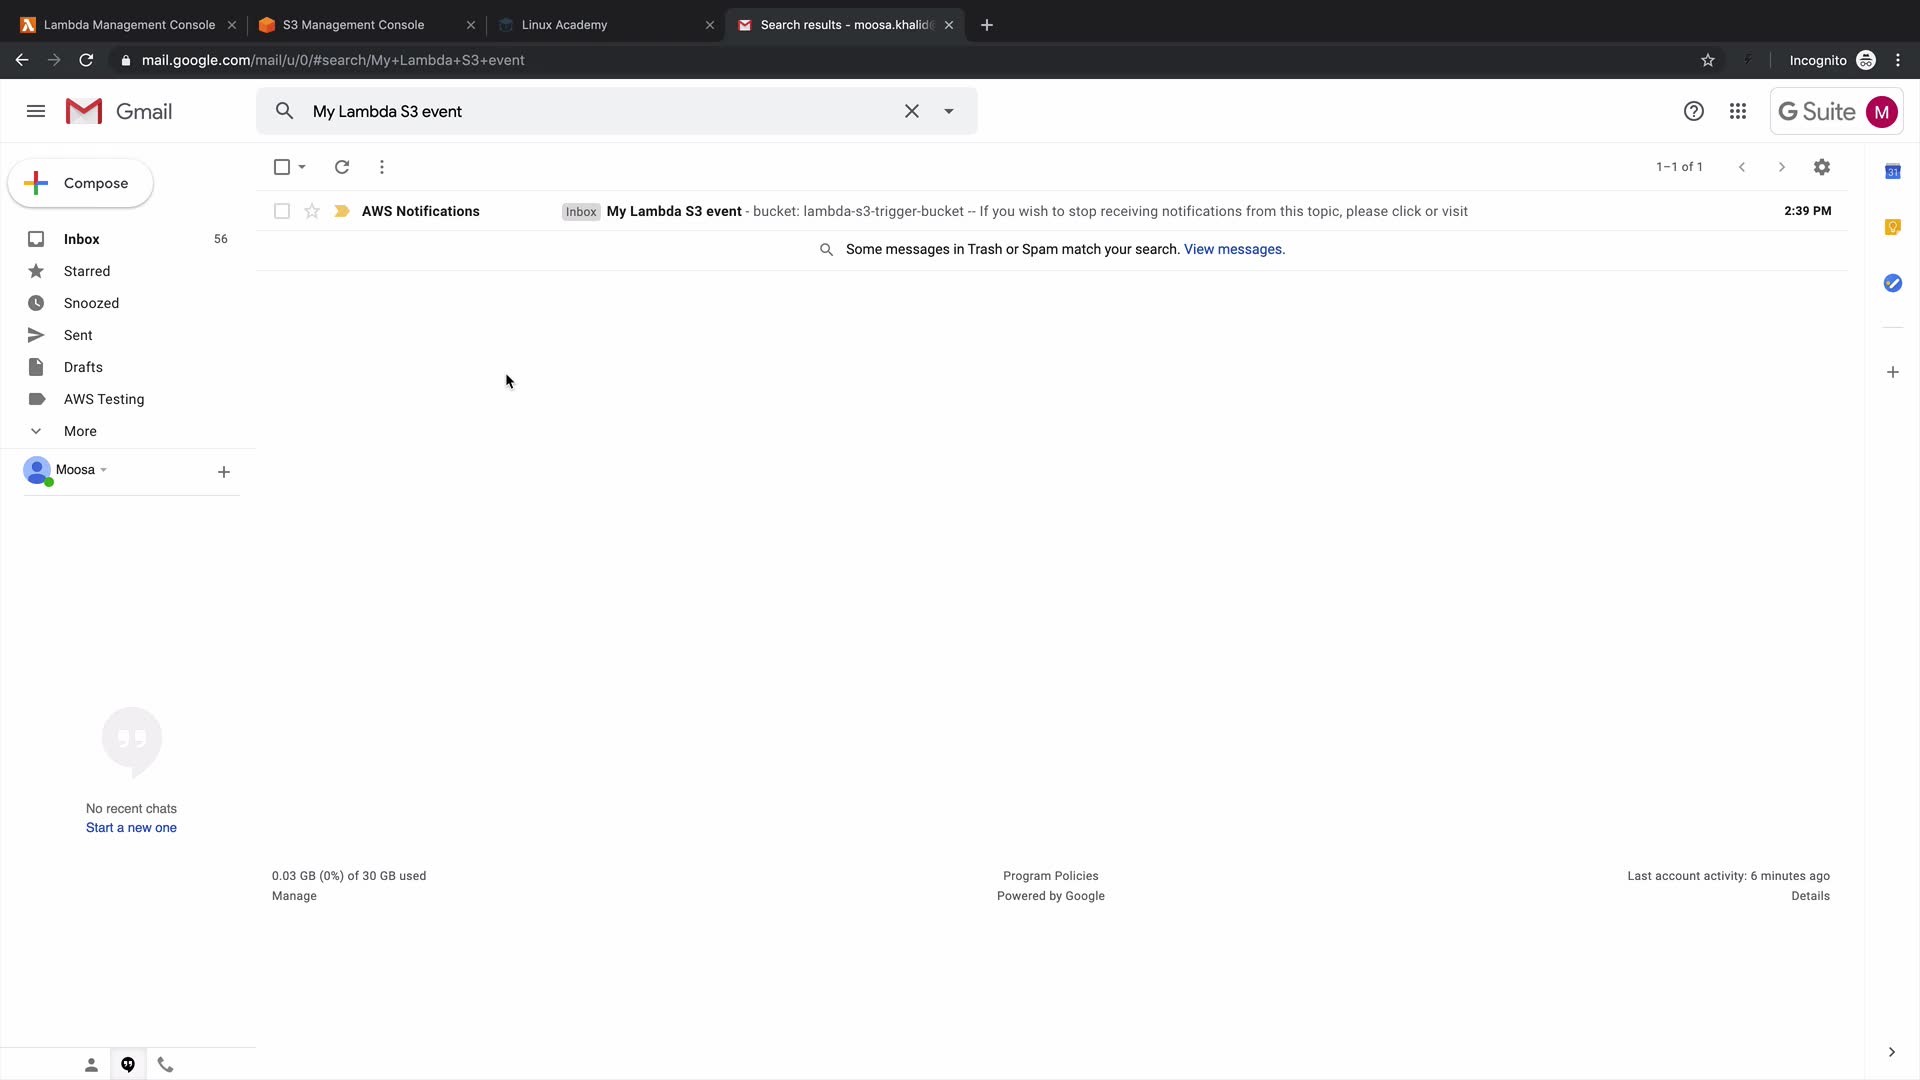 Lambda Management Console
S3 Management Console
Linux Academy
Search results - moosa.khalid
mail.google.com/mail/u/0/#search/My+Lambda+S3+event
Incognito
Gmail
My Lambda S3 event
G Suite
M
Compose
1–1 of 1
31
AWS Notifications
Inbox
My Lambda S3 event - bucket: lambda-s3-trigger-bucket -- If you wish to stop receiving notifications from this topic, please click or visit
2:39 PM
Some messages in Trash or Spam match your search. View messages.
Inbox
56
Starred
Snoozed
Sent
Drafts
AWS Testing
More
Moosa
No recent chats
Start a new one
0.03 GB (0%) of 30 GB used
Manage
Program Policies
Powered by Google
Last account activity: 6 minutes ago
Details